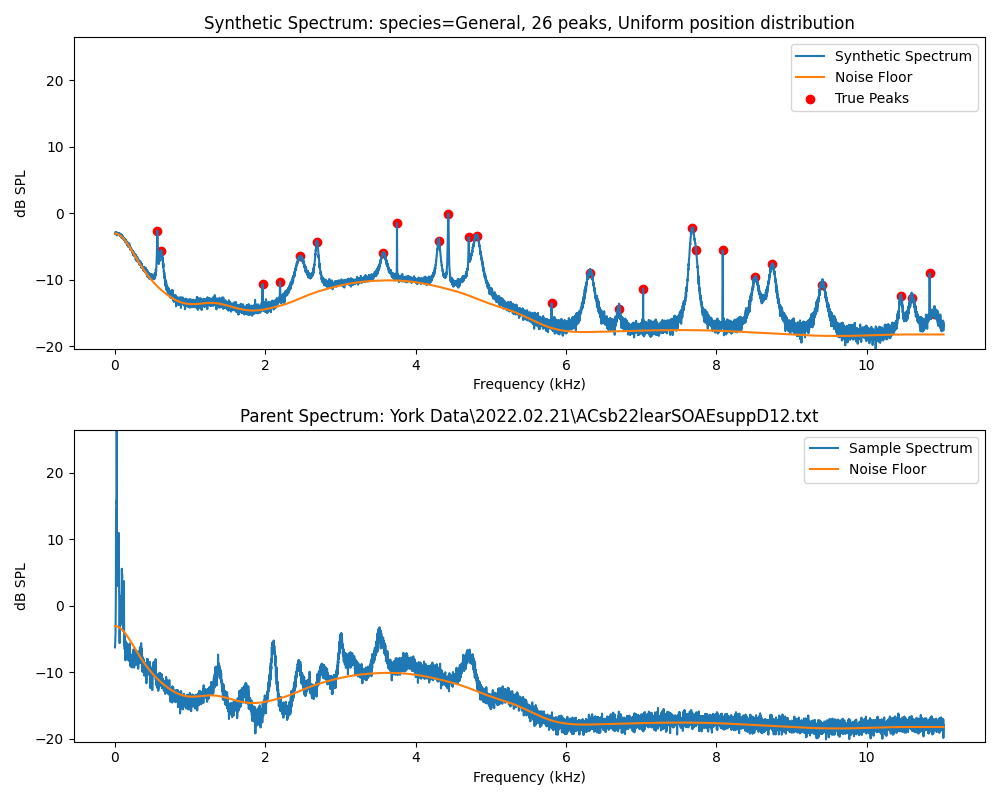 Synthetic Spectrum: species=General, 26 peaks, Uniform position distribution
Synthetic Spectrum
Noise Floor
True Peaks
20
10
0
−10
−20
dB SPL
0 2 4 6 8 10
Frequency (kHz)
Parent Spectrum: York Data\2022.02.21\ACsb22learSOAEsuppD12.txt
Sample Spectrum
Noise Floor
20
10
0
−10
−20
dB SPL
0 2 4 6 8 10
Frequency (kHz)